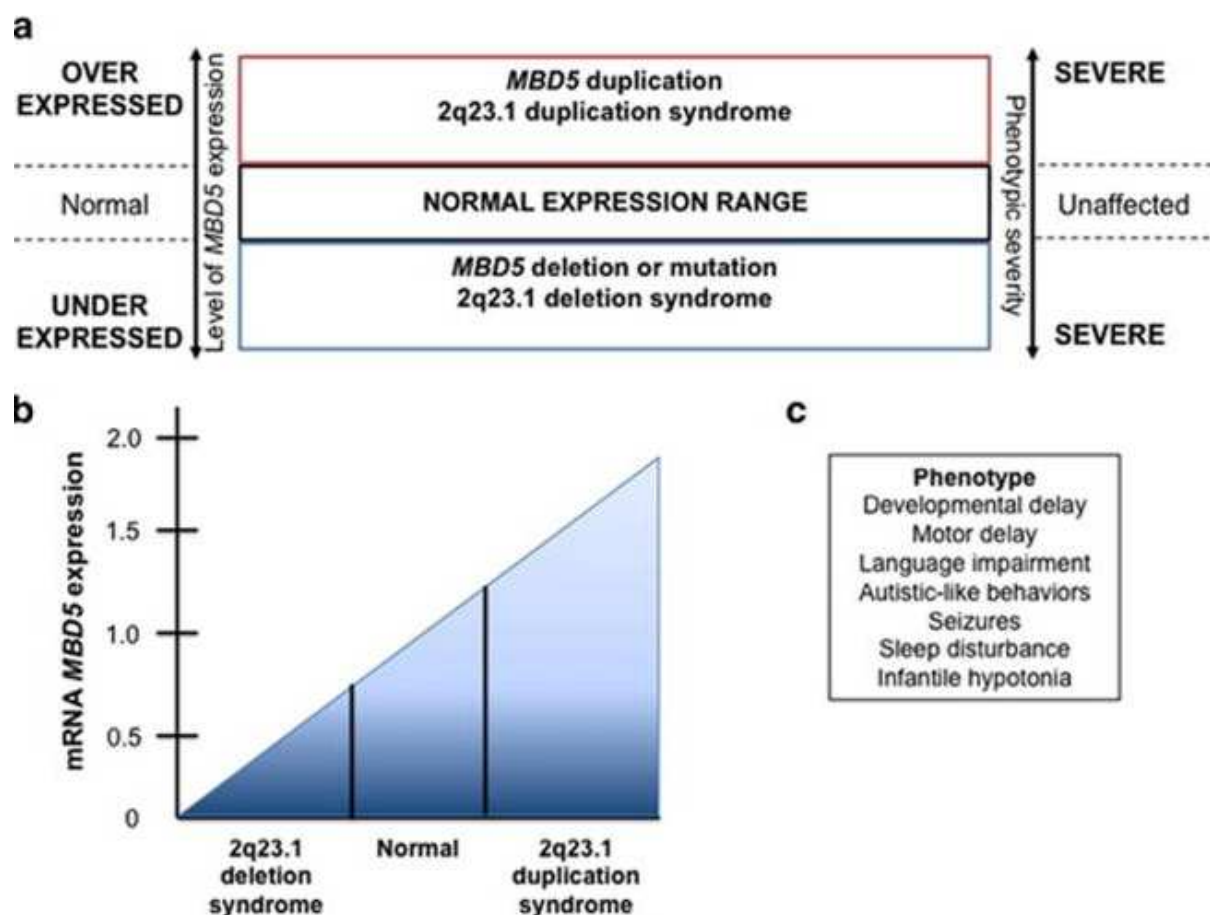 a
OVER
EXPRESSED
Normal
UNDER
EXPRESSED
Level of MBD5 expression
MBD5 duplication
2q23.1 duplication syndrome
NORMAL EXPRESSION RANGE
MBD5 deletion or mutation
2q23.1 deletion syndrome
Phenotypic severity
SEVERE
Unaffected
SEVERE
b
mRNA MBD5 expression
2.0
1.5
1.0
0.5
0
2q23.1
deletion
syndrome
Normal
2q23.1
duplication
syndrome
c
Phenotype
Developmental delay
Motor delay
Language impairment
Autistic-like behaviors
Seizures
Sleep disturbance
Infantile hypotonia